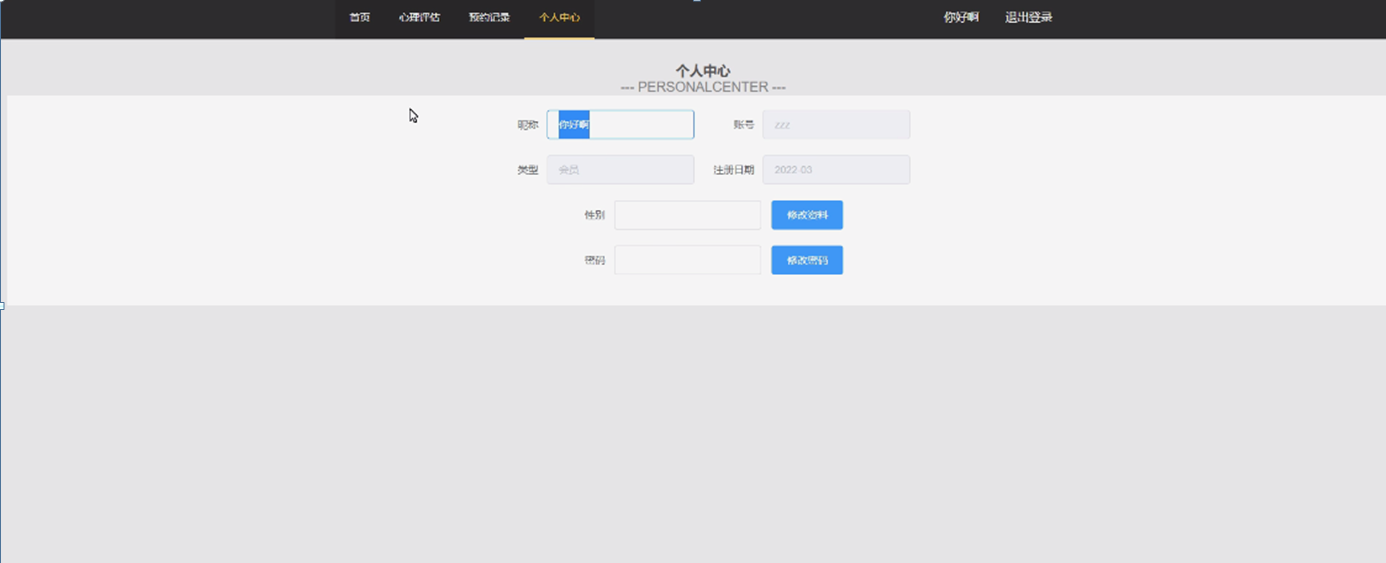 首页 心理评估 预约记录 个人中心 你好啊 退出登录
个人中心
--- PERSONALCENTER ---
昵称 你好啊 账号 zzz
类型 会员 注册日期 2022-03
性别 修改资料
密码 修改密码